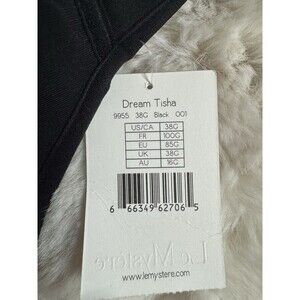 Dream Tisha
9955 38G Black 001
US/CA 38G
FR 100G
EU 85G
UK 38G
AU 16G
6 66349 62706 5
Le Mystère
www.lemystere.com